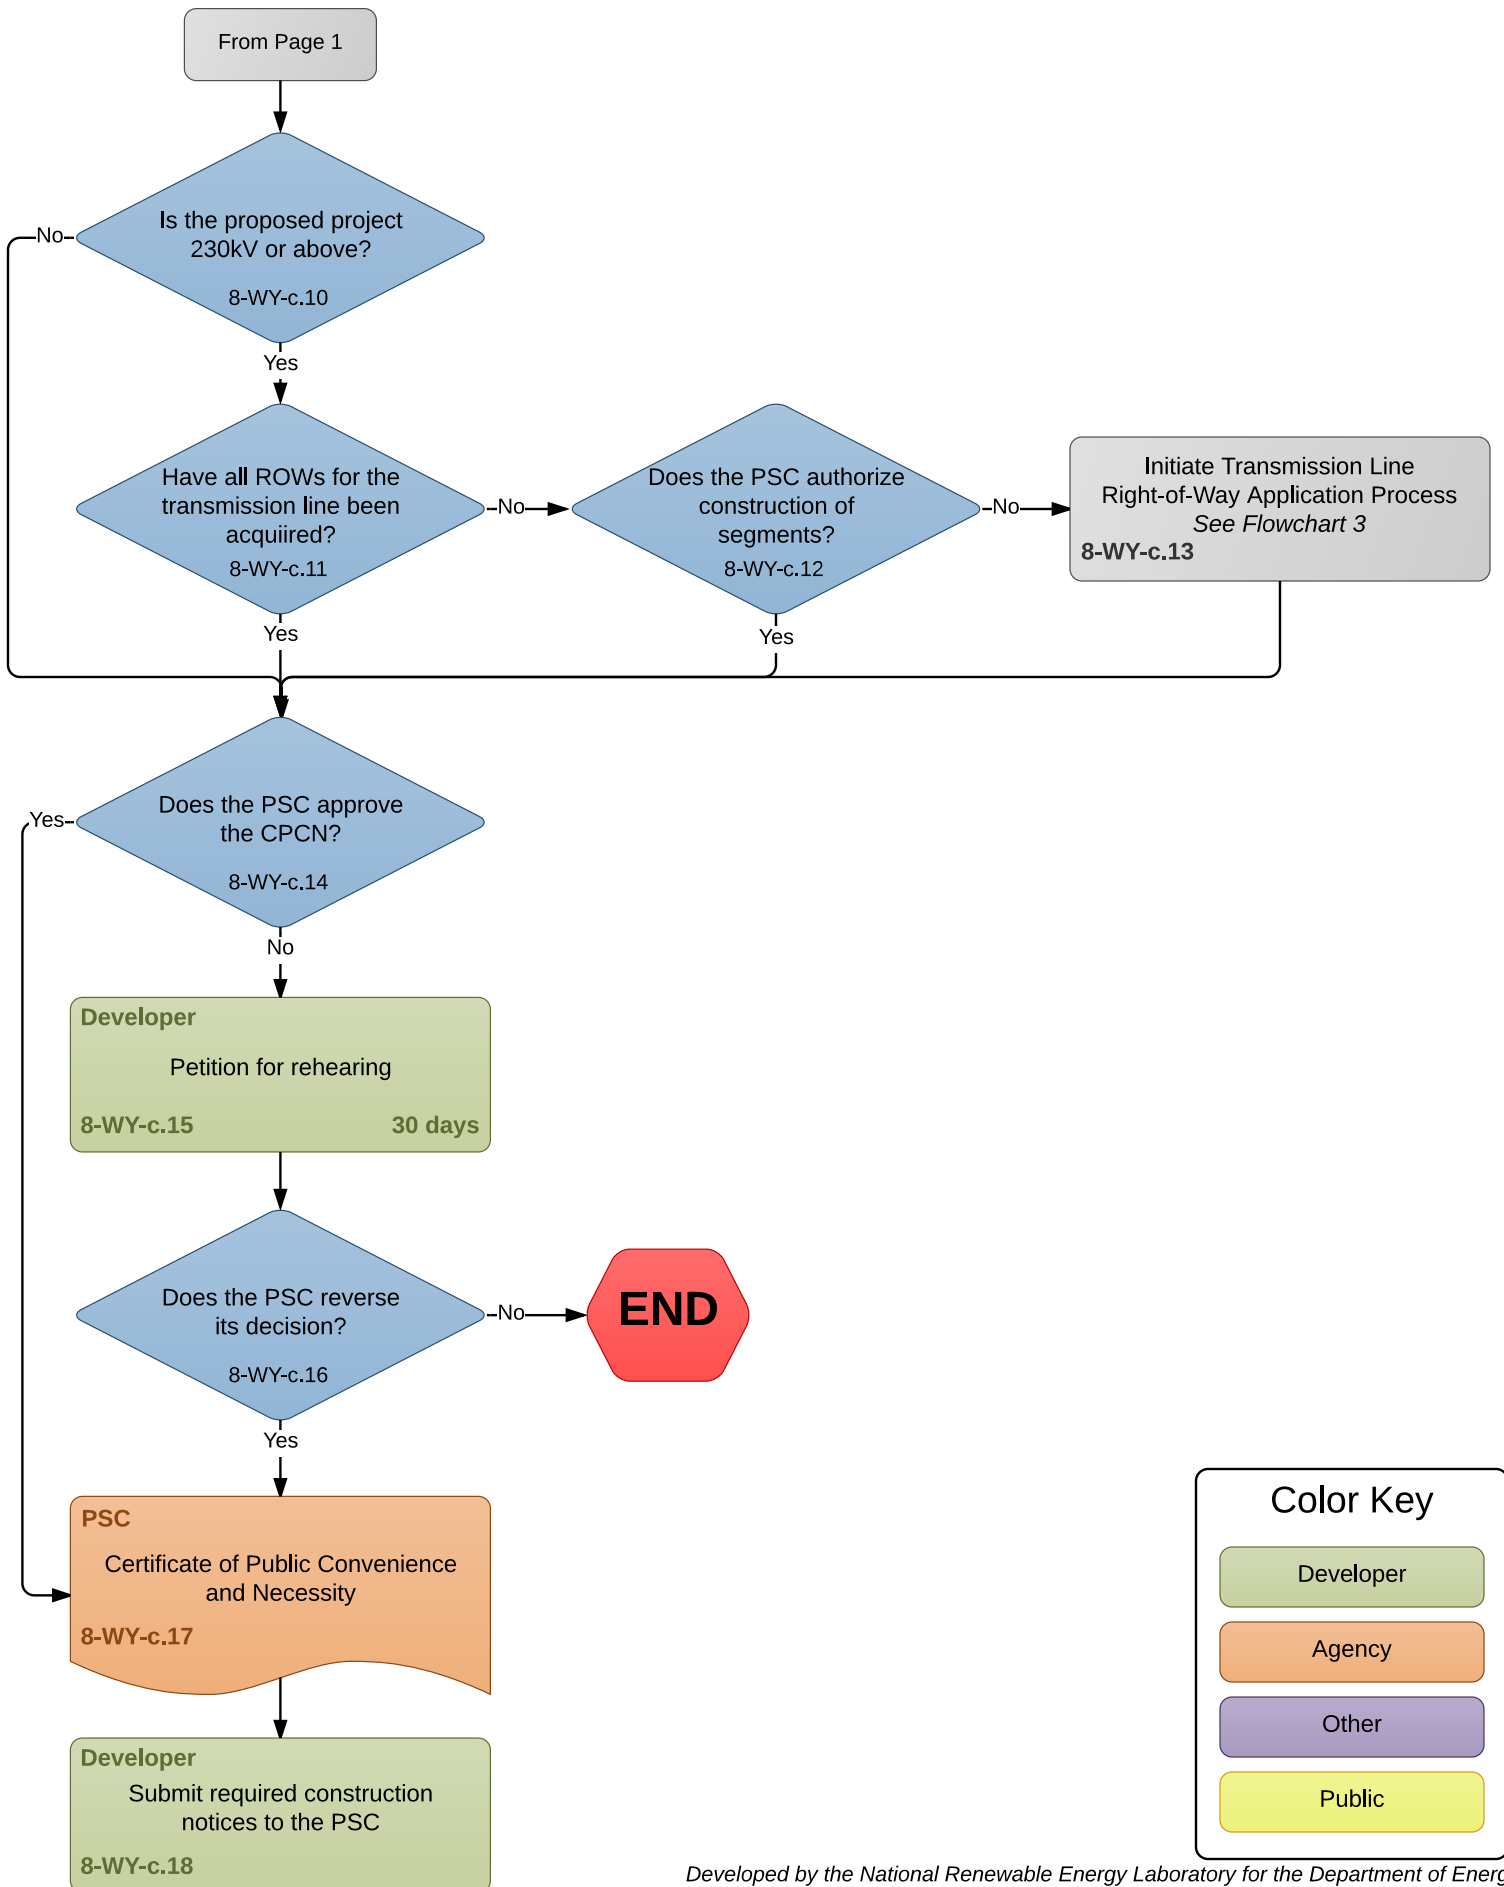 From Page 1
Is the proposed project
230kV or above?
8-WY-c.10
No
Yes
Have all ROWs for the
transmission line been
acquiired?
8-WY-c.11
No
Does the PSC authorize
construction of
segments?
8-WY-c.12
No
Initiate Transmission Line
Right-of-Way Application Process
See Flowchart 3
8-WY-c.13
Yes
Yes
Does the PSC approve
the CPCN?
8-WY-c.14
Yes
No
Developer
Petition for rehearing
8-WY-c.15 30 days
Does the PSC reverse
its decision?
8-WY-c.16
No
END
Yes
PSC
Certificate of Public Convenience
and Necessity
8-WY-c.17
Developer
Submit required construction
notices to the PSC
8-WY-c.18
Color Key
Developer
Agency
Other
Public
Developed by the National Renewable Energy Laboratory for the Department of Energ